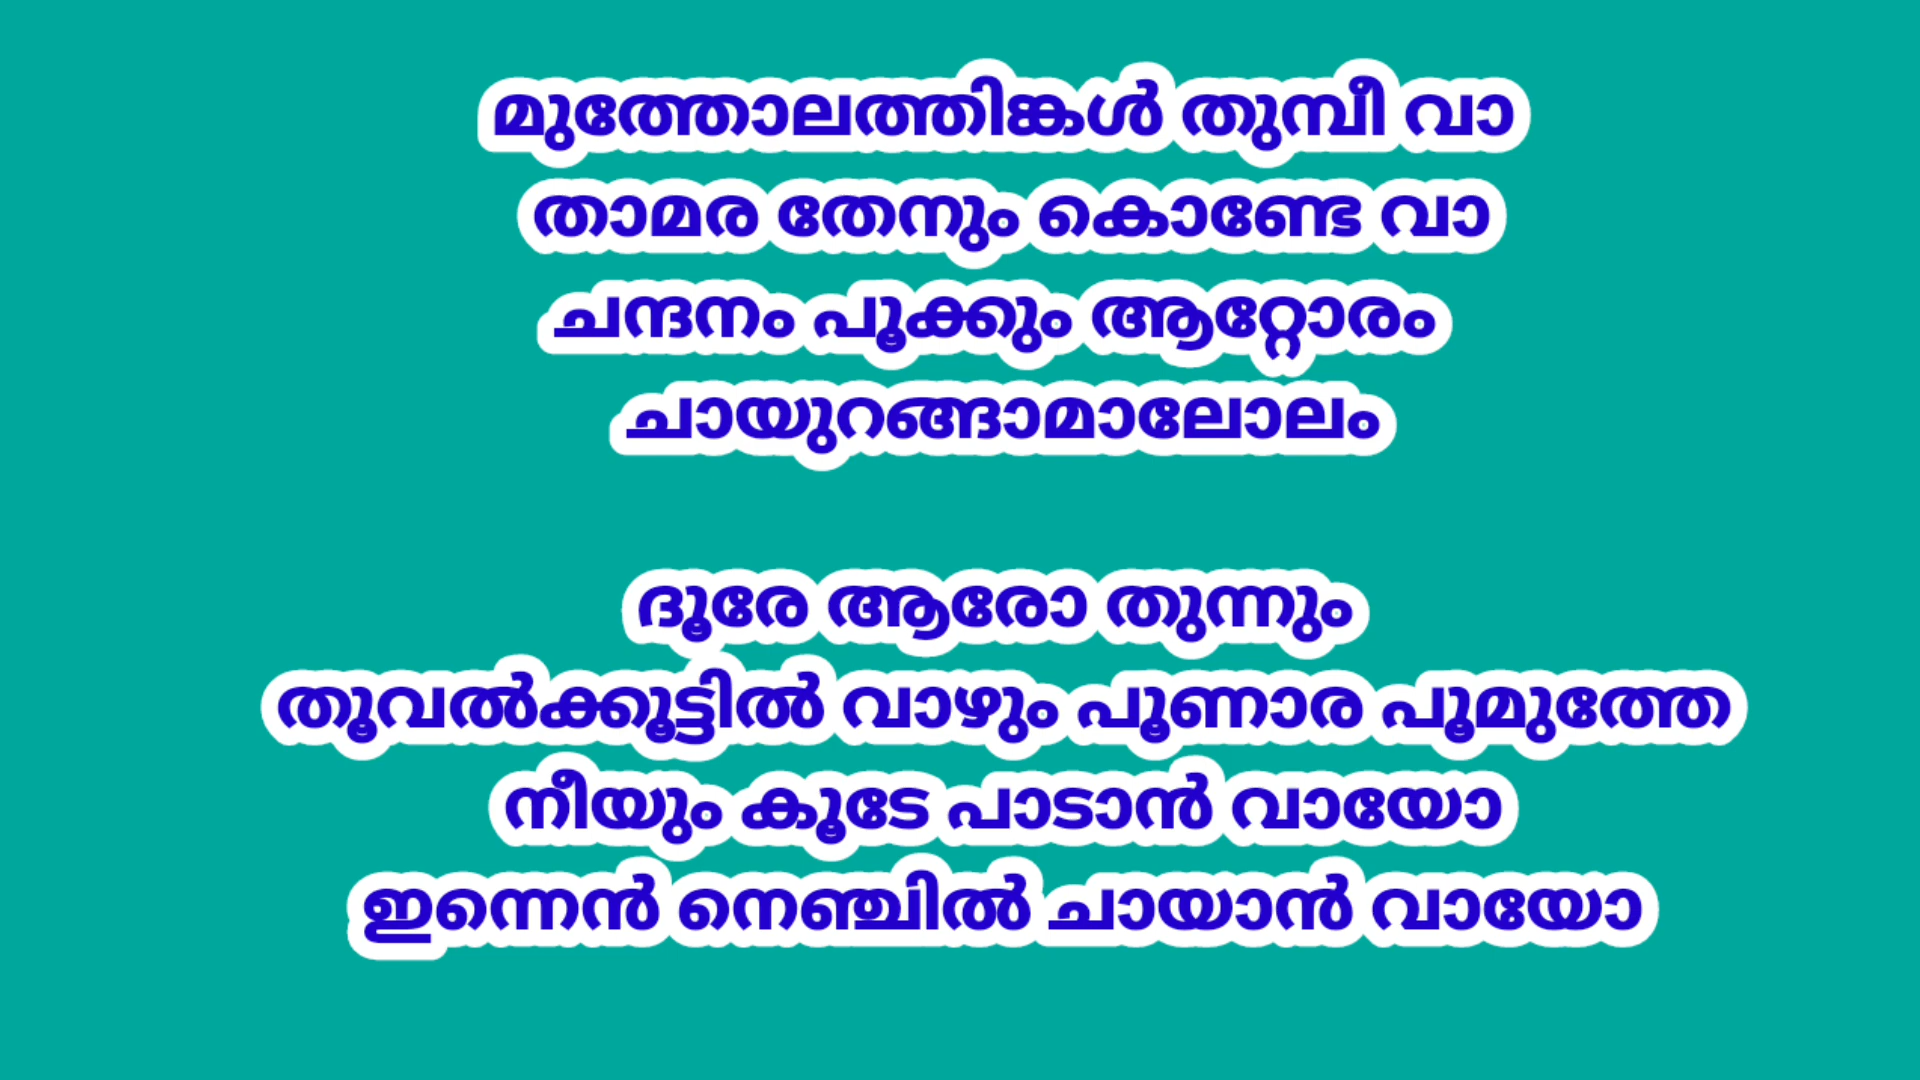 മുത്തോലത്തിങ്കൾ തുമ്പീ വാ
താമര തേനും കൊണ്ടേ വാ
ചന്ദനം പൂക്കും ആറ്റോരം
ചായുറങ്ങാമാലോലം
ദൂരേ ആരോ തുന്നും
തൂവൽക്കൂട്ടിൽ വാഴും പൂണാര പൂമുത്തേ
നീയും കൂടേ പാടാൻ വായോ
ഇന്നെൻ നെഞ്ചിൽ ചായാൻ വായോ